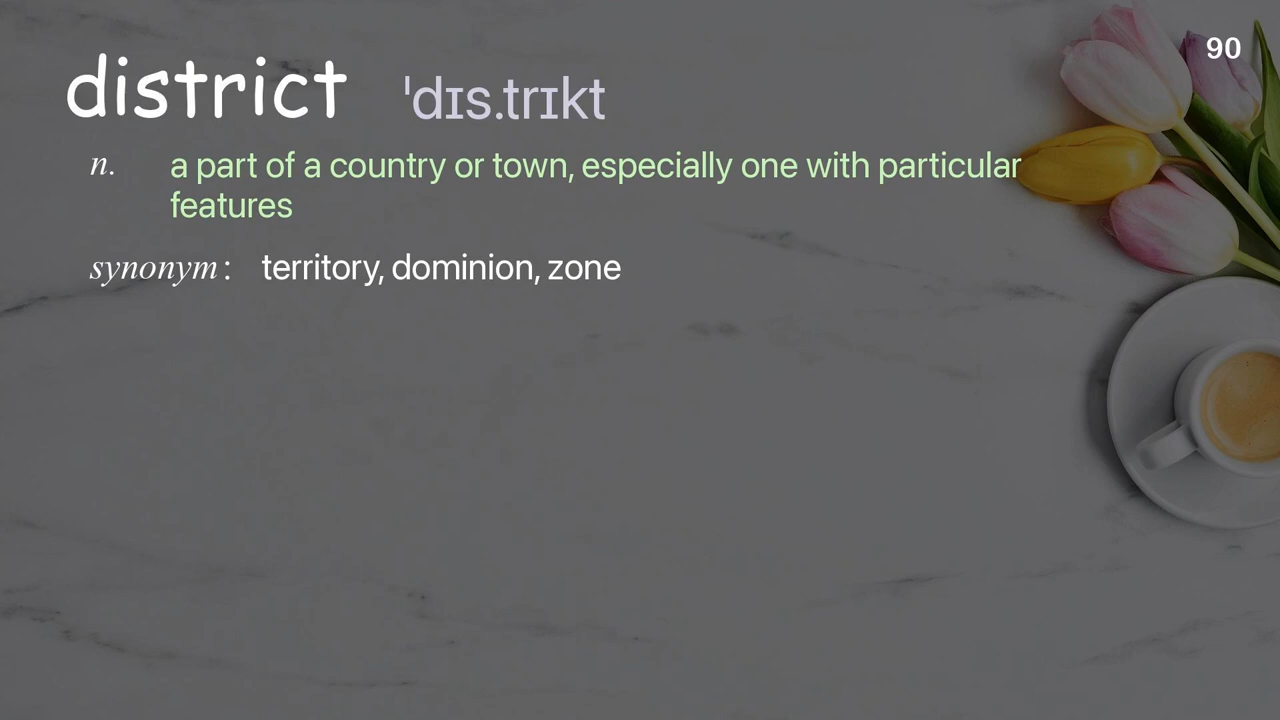 90
district ˈdɪs.trɪkt
n. a part of a country or town, especially one with particular
features
synonym: territory, dominion, zone